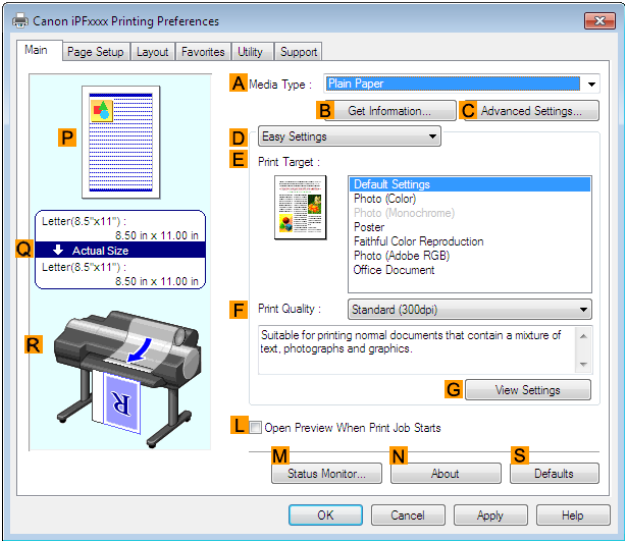 Canon iPFxxxx Printing Preferences
Main Page Setup Layout Favorites Utility Support
A Media Type : Plain Paper
B Get Information... C Advanced Settings...
D Easy Settings
E Print Target :
P
Default Settings
Photo (Color)
Photo (Monochrome)
Poster
Faithful Color Reproduction
Photo (Adobe RGB)
Office Document
Letter(8.5"x11") :
8.50 in x 11.00 in
Q Actual Size
Letter(8.5"x11") :
8.50 in x 11.00 in
F Print Quality : Standard (300dpi)
Suitable for printing normal documents that contain a mixture of
text, photographs and graphics.
R
G View Settings
L Open Preview When Print Job Starts
M Status Monitor... N About S Defaults
OK Cancel Apply Help